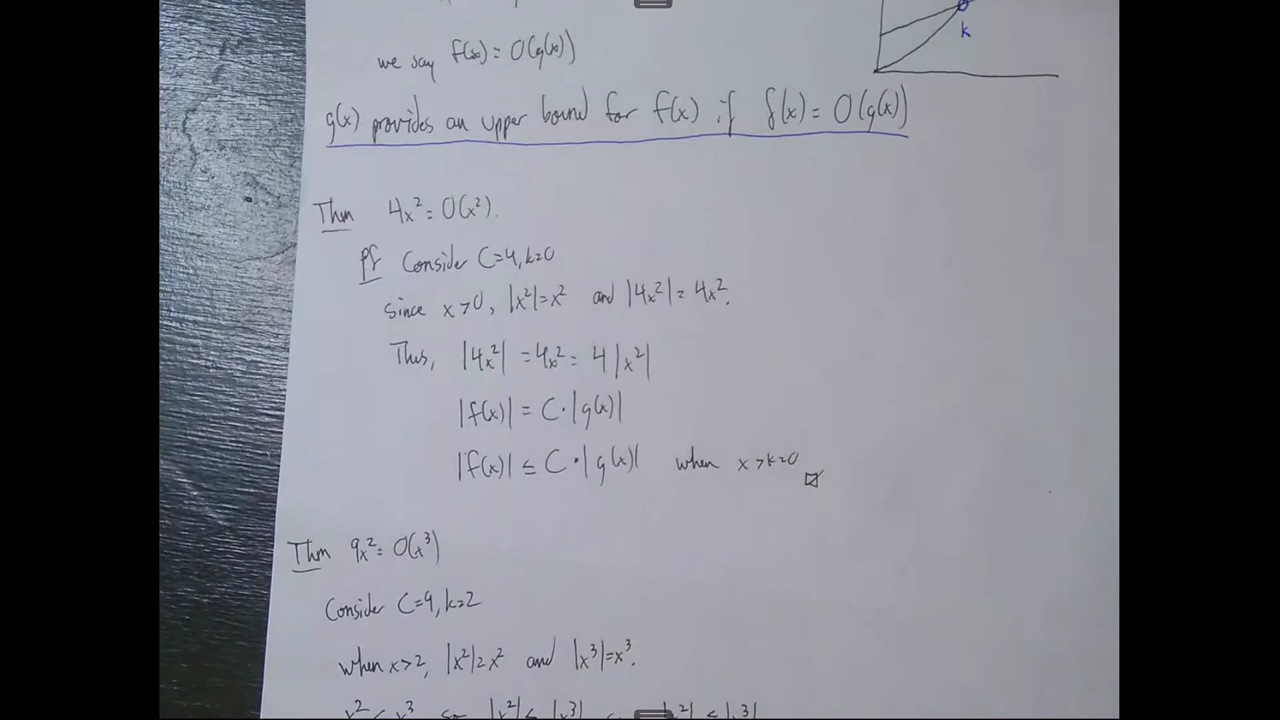 k
we say f(x) = O(g(x))
g(x) provides an upper bound for f(x) if f(x) = O(g(x))
Thm 4x² = O(x²).
Pf Consider C=4, k=0
since x>0, |x²|=x² and |4x²| = 4x².
Thus, |4x²| = 4x² = 4|x²|
|f(x)| = C·|g(x)|
|f(x)| ≤ C·|g(x)| when x>k=0
Thm 9x² = O(x³)
Consider C=9, k=2
when x>2, |x²|=x² and |x³|=x³.